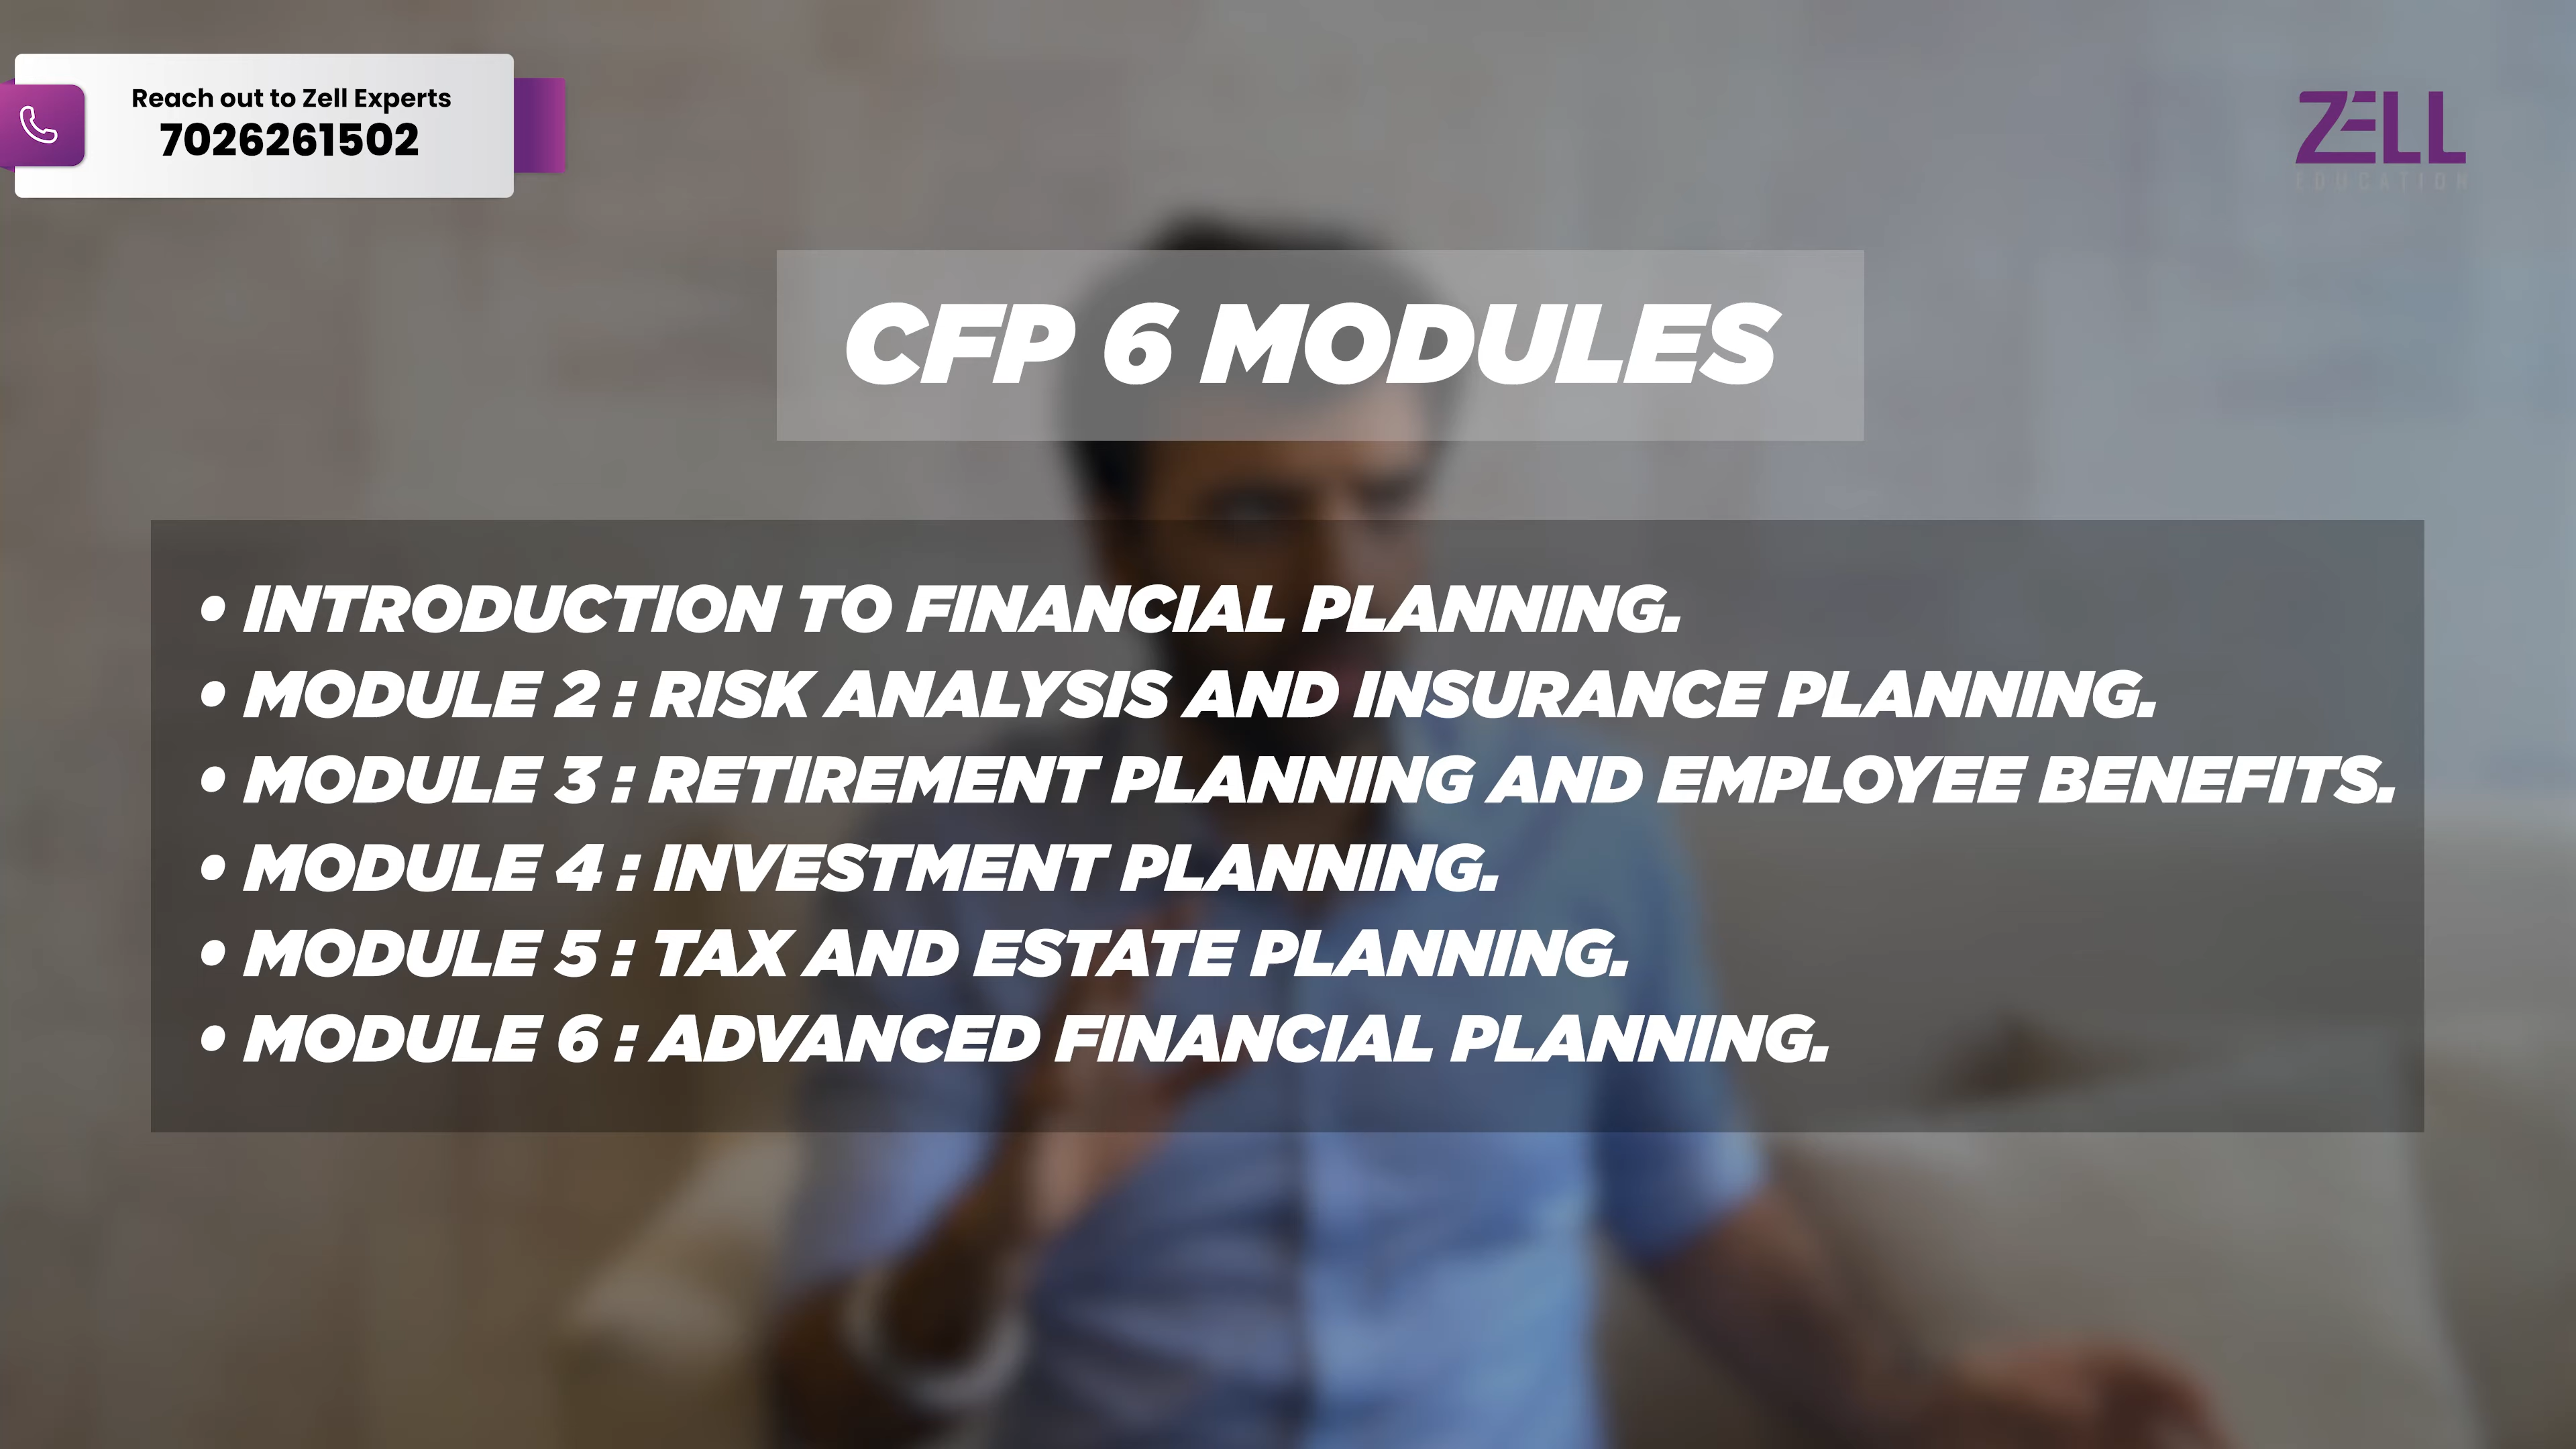 Reach out to Zell Experts
7026261502
ZELL
EDUCATION
CFP 6 MODULES
• INTRODUCTION TO FINANCIAL PLANNING.
• MODULE 2 : RISK ANALYSIS AND INSURANCE PLANNING.
• MODULE 3 : RETIREMENT PLANNING AND EMPLOYEE BENEFITS.
• MODULE 4 : INVESTMENT PLANNING.
• MODULE 5 : TAX AND ESTATE PLANNING.
• MODULE 6 : ADVANCED FINANCIAL PLANNING.